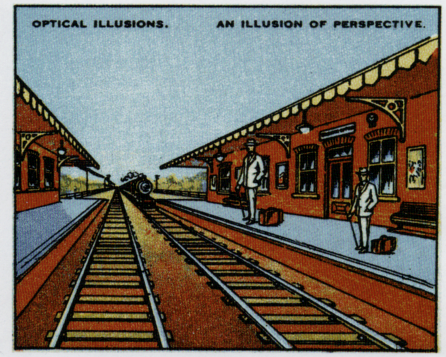 OPTICAL ILLUSIONS. AN ILLUSION OF PERSPECTIVE.